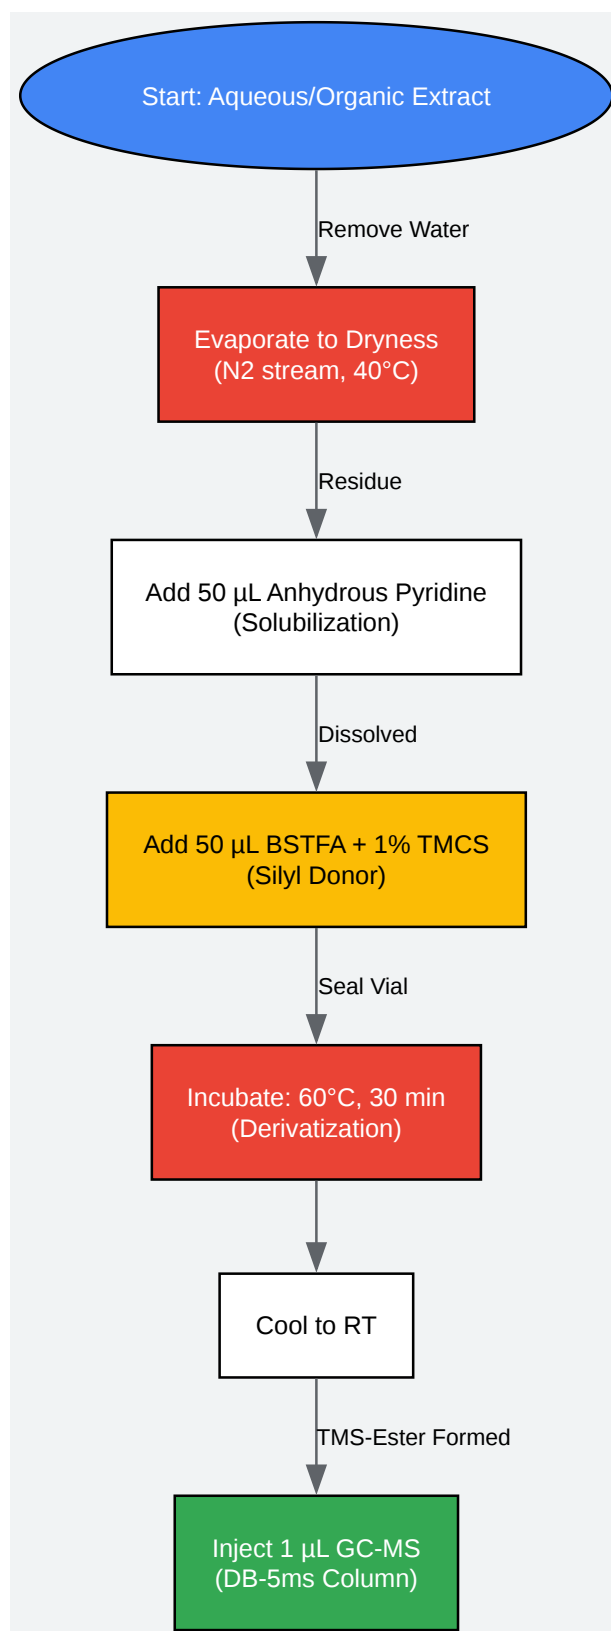 Start: Aqueous/Organic Extract
Remove Water
Evaporate to Dryness
(N2 stream, 40°C)
Residue
Add 50 µL Anhydrous Pyridine
(Solubilization)
Dissolved
Add 50 µL BSTFA + 1% TMCS
(Silyl Donor)
Seal Vial
Incubate: 60°C, 30 min
(Derivatization)
Cool to RT
TMS-Ester Formed
Inject 1 µL GC-MS
(DB-5ms Column)